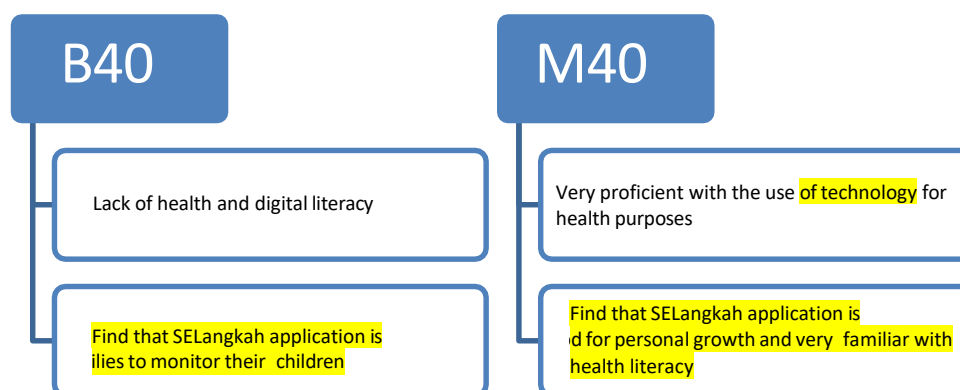 B40
Lack of health and digital literacy
Find that SELangkah application is
ilies to monitor their children
M40
Very proficient with the use of technology for
health purposes
Find that SELangkah application is
d for personal growth and very familiar with
health literacy